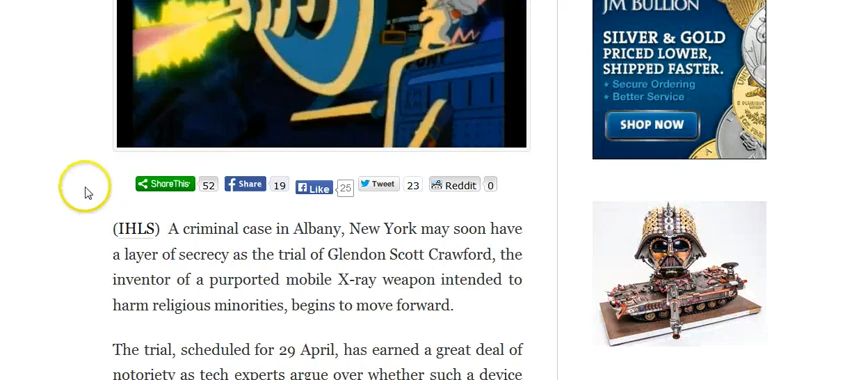 JM BULLION
SILVER & GOLD
PRICED LOWER,
SHIPPED FASTER.
• Secure Ordering
• Better Service
SHOP NOW
ShareThis 52 Share 19 Like 25 Tweet 23 Reddit 0
(IHLS) A criminal case in Albany, New York may soon have
a layer of secrecy as the trial of Glendon Scott Crawford, the
inventor of a purported mobile X-ray weapon intended to
harm religious minorities, begins to move forward.
The trial, scheduled for 29 April, has earned a great deal of
notoriety as tech experts argue over whether such a device